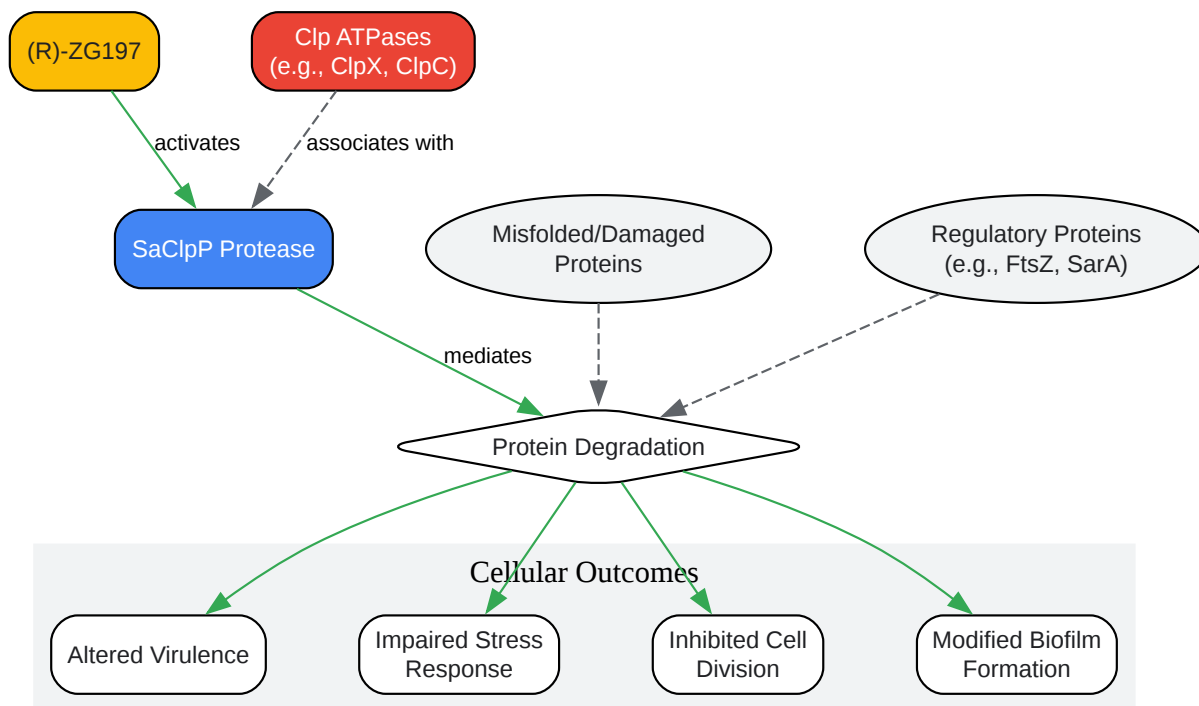 (R)-ZG197
Clp ATPases
(e.g., ClpX, ClpC)
activates
associates with
SaClpP Protease
Misfolded/Damaged
Proteins
Regulatory Proteins
(e.g., FtsZ, SarA)
mediates
Protein Degradation
Cellular Outcomes
Altered Virulence
Impaired Stress
Response
Inhibited Cell
Division
Modified Biofilm
Formation